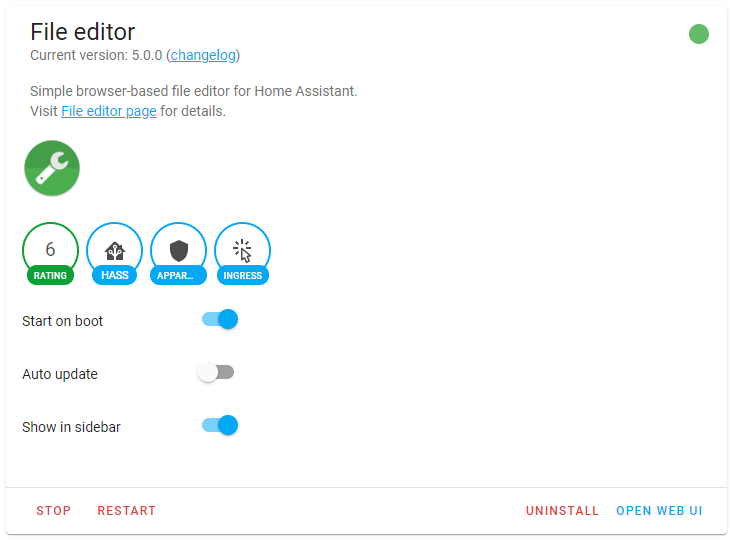 File editor
Current version: 5.0.0 (changelog)
Simple browser-based file editor for Home Assistant.
Visit File editor page for details.
6
RATING
HASS
APPAR...
INGRESS
Start on boot
Auto update
Show in sidebar
STOP RESTART UNINSTALL OPEN WEB UI